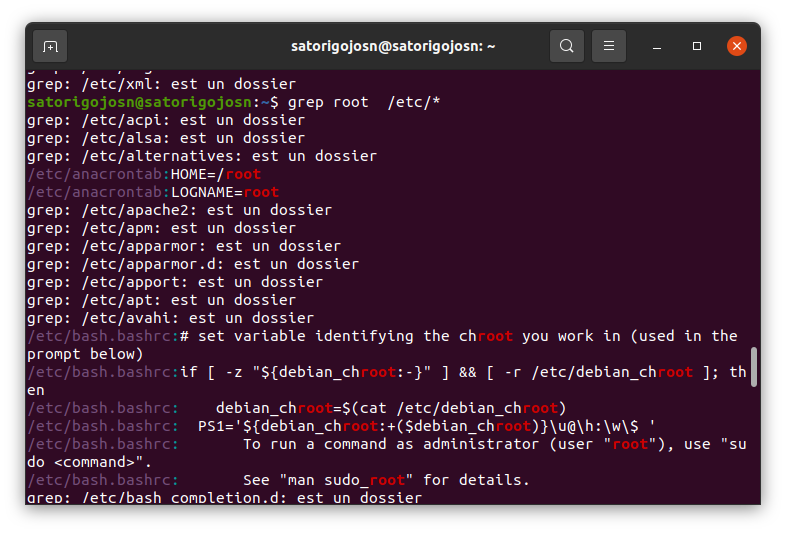 satorigojosn@satorigojosn: ~
grep: /etc/xml: est un dossier
satorigojosn@satorigojosn:~$ grep root  /etc/*
grep: /etc/acpi: est un dossier
grep: /etc/alsa: est un dossier
grep: /etc/alternatives: est un dossier
/etc/anacrontab:HOME=/root
/etc/anacrontab:LOGNAME=root
grep: /etc/apache2: est un dossier
grep: /etc/apm: est un dossier
grep: /etc/apparmor: est un dossier
grep: /etc/apparmor.d: est un dossier
grep: /etc/apport: est un dossier
grep: /etc/apt: est un dossier
grep: /etc/avahi: est un dossier
/etc/bash.bashrc:# set variable identifying the chroot you work in (used in the
prompt below)
/etc/bash.bashrc:if [ -z "${debian_chroot:-}" ] && [ -r /etc/debian_chroot ]; th
en
/etc/bash.bashrc:    debian_chroot=$(cat /etc/debian_chroot)
/etc/bash.bashrc:  PS1='${debian_chroot:+($debian_chroot)}\u@\h:\w\$ '
/etc/bash.bashrc:       To run a command as administrator (user "root"), use "su
do <command>".
/etc/bash.bashrc:       See "man sudo_root" for details.
grep: /etc/bash_completion.d: est un dossier